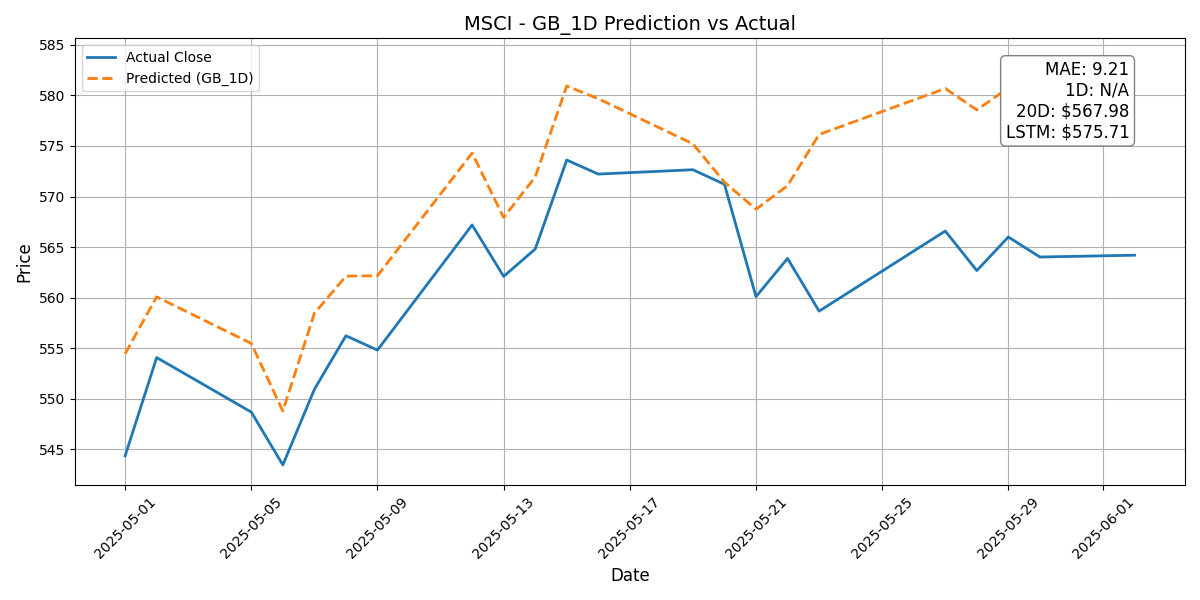 MSCI - GB_1D Prediction vs Actual
Actual Close
Predicted (GB_1D)
MAE: 9.21
1D: N/A
20D: $567.98
LSTM: $575.71
Price
585
580
575
570
565
560
555
550
545
2025-05-01
2025-05-05
2025-05-09
2025-05-13
2025-05-17
2025-05-21
2025-05-25
2025-05-29
2025-06-01
Date